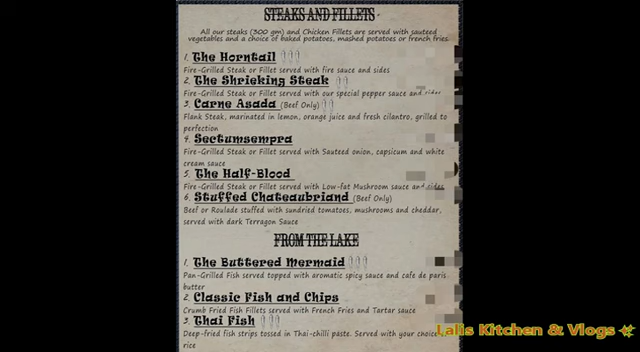 STEAKS AND FILLETS
All our steaks (300 gm) and Chicken Fillets are served with sauteed
vegetables and a choice of baked potatoes, mashed potatoes or french fries.
1. The Horntail
Fire-Grilled Steak or Fillet served with fire sauce and sides
2. The Shrieking Steak
Fire-Grilled Steak or Fillet served with our special pepper sauce and sides
3. Carne Asada (Beef Only)
Flank Steak, marinated in lemon, orange juice and fresh cilantro, grilled to
perfection
4. Sectumsempra
Fire-Grilled Steak or Fillet served with Sauteed onion, capsicum and white
cream sauce
5. The Half-Blood
Fire-Grilled Steak or Fillet served with Low-fat Mushroom sauce and sides
6. Stuffed Chateaubriand (Beef Only)
Beef or Roulade stuffed with sundried tomatoes, mushrooms and cheddar,
served with dark Terragon Sauce
FROM THE LAKE
1. The Buttered Mermaid
Pan-Grilled Fish served topped with aromatic spicy sauce and cafe de paris
butter
2. Classic Fish and Chips
Crumb Fried Fish Fillets served with French Fries and Tartar sauce
3. Thai Fish
Deep-fried fish strips tossed in Thai-chilli paste. Served with your choice
rice
Lalls Kitchen & Vlogs